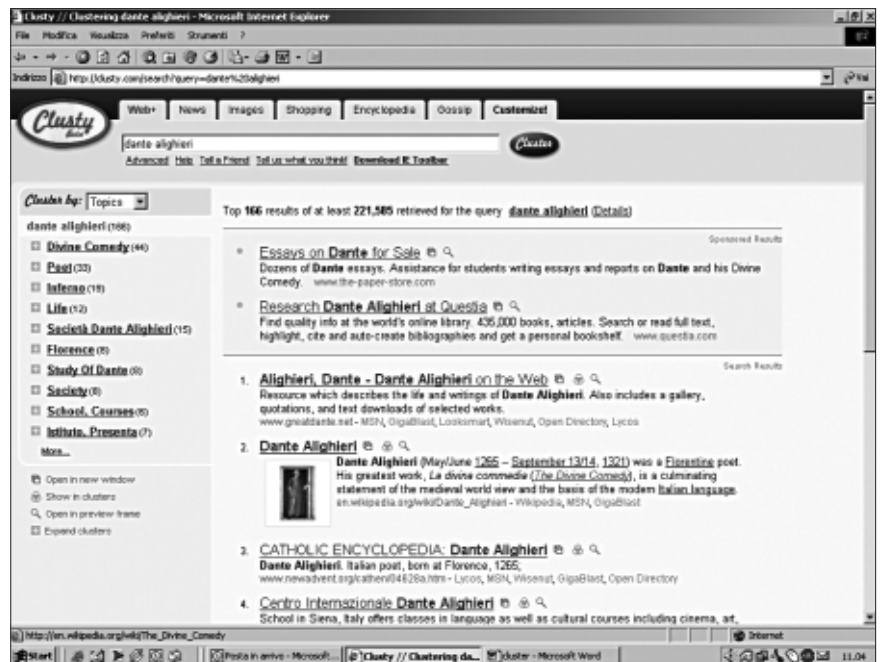 Clusty // Clustering dante alighieri - Microsoft Internet Explorer
File Modifica Visualizza Preferiti Strumenti ?
Indirizzo http://clusty.com/search?query=dante%20alighieri Vai
Clusty
Web+ News Images Shopping Encyclopedia Gossip Customize!
dante alighieri Cluster
Advanced Help Tell a Friend Tell us what you think! Download Toolbar
Cluster by: Topics
Top 166 results of at least 221,585 retrieved for the query dante alighieri (Details)
dante alighieri (166)
Divine Comedy (44)
Poet (33)
Inferno (19)
Life (12)
Società Dante Alighieri (15)
Florence (8)
Study Of Dante (8)
Society (8)
School, Courses (6)
Istituto, Presenta (7)
More...
Open in new window
Show in clusters
Open in preview frame
Expand clusters
Sponsored Results
Essays on Dante for Sale
Dozens of Dante essays. Assistance for students writing essays and reports on Dante and his Divine
Comedy. www.the-paper-store.com
Research Dante Alighieri at Questia
Find quality info at the world's online library. 435,000 books, articles. Search or read full text,
highlight, cite and auto-create bibliographies and get a personal bookshelf. www.questia.com
Search Results
1. Alighieri, Dante - Dante Alighieri on the Web
Resource which describes the life and writings of Dante Alighieri. Also includes a gallery,
quotations, and text downloads of selected works.
www.greatdante.net - MSN, GigaBlast, Looksmart, Wisenut, Open Directory, Lycos
2. Dante Alighieri
Dante Alighieri (May/June 1265 – September 13/14, 1321) was a Florentine poet.
His greatest work, La divina commedia (The Divine Comedy), is a culminating
statement of the medieval world view and the basis of the modern Italian language.
en.wikipedia.org/wiki/Dante_Alighieri - Wikipedia, MSN, GigaBlast
3. CATHOLIC ENCYCLOPEDIA: Dante Alighieri
Dante Alighieri. Italian poet, born at Florence, 1265;
www.newadvent.org/cathen/04628a.htm - Lycos, MSN, Wisenut, GigaBlast, Open Directory
4. Centro Internazionale Dante Alighieri
School in Siena, Italy offers classes in language as well as cultural courses including cinema, art,
http://en.wikipedia.org/wiki/The_Divine_Comedy Internet
Start Posta in arrivo - Microsoft... Clusty // Clustering da... cluster - Microsoft Word 11.04